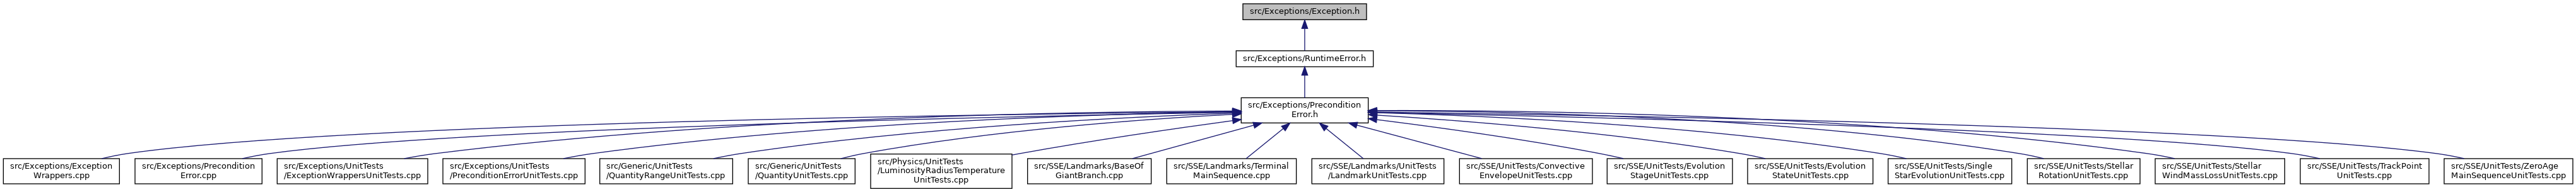 src/Exceptions/Exception.h
src/Exceptions/RuntimeError.h
src/Exceptions/Precondition
Error.h
src/Exceptions/Exception
Wrappers.cpp
src/Exceptions/Precondition
Error.cpp
src/Exceptions/UnitTests
/ExceptionWrappersUnitTests.cpp
src/Exceptions/UnitTests
/PreconditionErrorUnitTests.cpp
src/Generic/UnitTests
/QuantityRangeUnitTests.cpp
src/Generic/UnitTests
/QuantityUnitTests.cpp
src/Physics/UnitTests
/LuminosityRadiusTemperature
UnitTests.cpp
src/SSE/Landmarks/BaseOf
GiantBranch.cpp
src/SSE/Landmarks/Terminal
MainSequence.cpp
src/SSE/Landmarks/UnitTests
/LandmarkUnitTests.cpp
src/SSE/UnitTests/Convective
EnvelopeUnitTests.cpp
src/SSE/UnitTests/Evolution
StageUnitTests.cpp
src/SSE/UnitTests/Evolution
StateUnitTests.cpp
src/SSE/UnitTests/Single
StarEvolutionUnitTests.cpp
src/SSE/UnitTests/Stellar
RotationUnitTests.cpp
src/SSE/UnitTests/Stellar
WindMassLossUnitTests.cpp
src/SSE/UnitTests/TrackPoint
UnitTests.cpp
src/SSE/UnitTests/ZeroAge
MainSequenceUnitTests.cpp